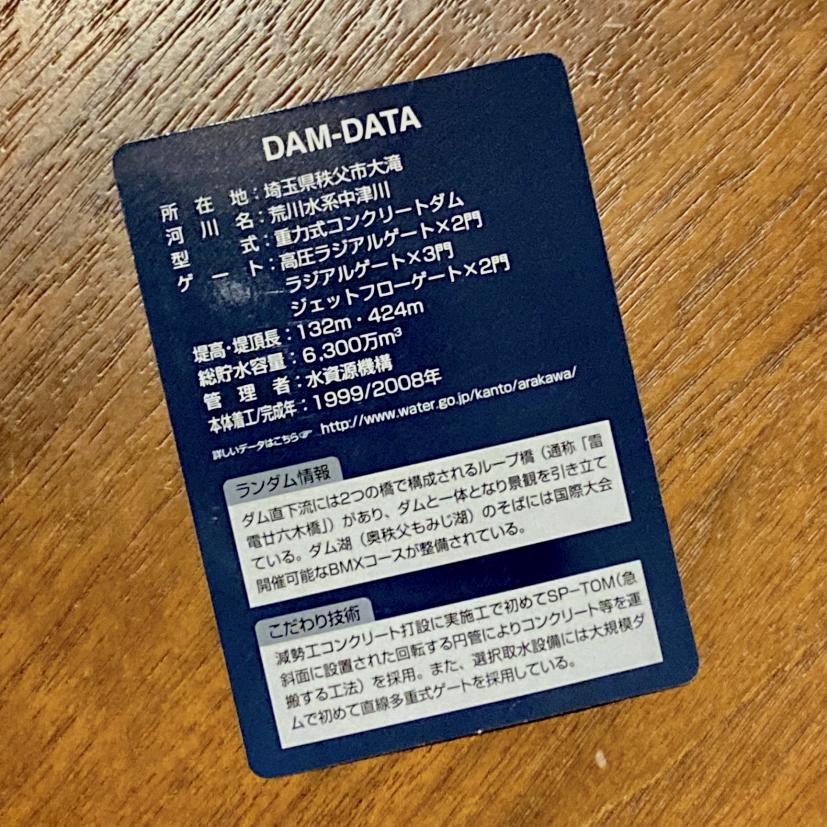 DAM-DATA
所在地：埼玉県秩父市大滝
河川名：荒川水系中津川
型式：重力式コンクリートダム
ゲート：高圧ラジアルゲート×2門
ラジアルゲート×3門
ジェットフローゲート×2門
堤高・堤頂長：132m・424m
総貯水容量：6,300万m³
管理者：水資源機構
本体着工/完成年：1999/2008年
詳しいデータはこちら☞ http://www.water.go.jp/kanto/arakawa/
ランダム情報
ダム直下流には2つの橋で構成されるループ橋（通称「雷
電廿六木橋」）があり、ダムと一体となり景観を引き立て
ている。ダム湖（奥秩父もみじ湖）のそばには国際大会
開催可能なBMXコースが整備されている。
こだわり技術
減勢工コンクリート打設に実施工で初めてSP-TOM（急
斜面に設置された回転する円管によりコンクリート等を運
搬する工法）を採用。また、選択取水設備には大規模ダ
ムで初めて直線多重式ゲートを採用している。